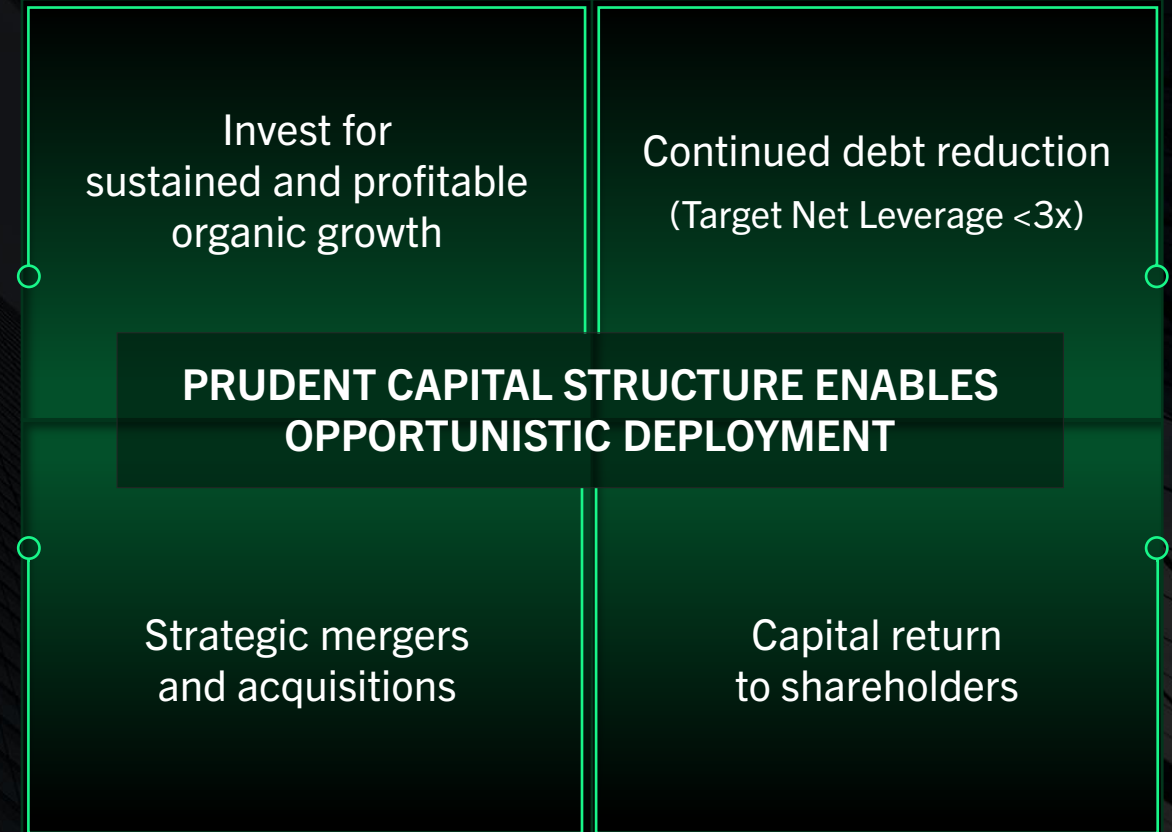 Invest for
sustained and profitable
organic growth
Continued debt reduction
(Target Net Leverage <3x)
PRUDENT CAPITAL STRUCTURE ENABLES
OPPORTUNISTIC DEPLOYMENT
Strategic mergers
and acquisitions
Capital return
to shareholders